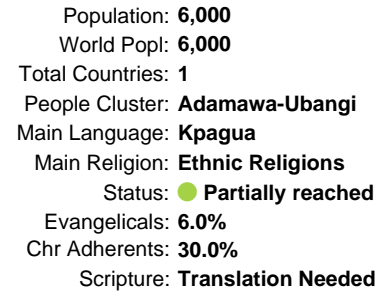 Population: 6,000
World Popl: 6,000
Total Countries: 1
People Cluster: Adamawa-Ubangi
Main Language: Kpagua
Main Religion: Ethnic Religions
Status: Partially reached
Evangelicals: 6.0%
Chr Adherents: 30.0%
Scripture: Translation Needed